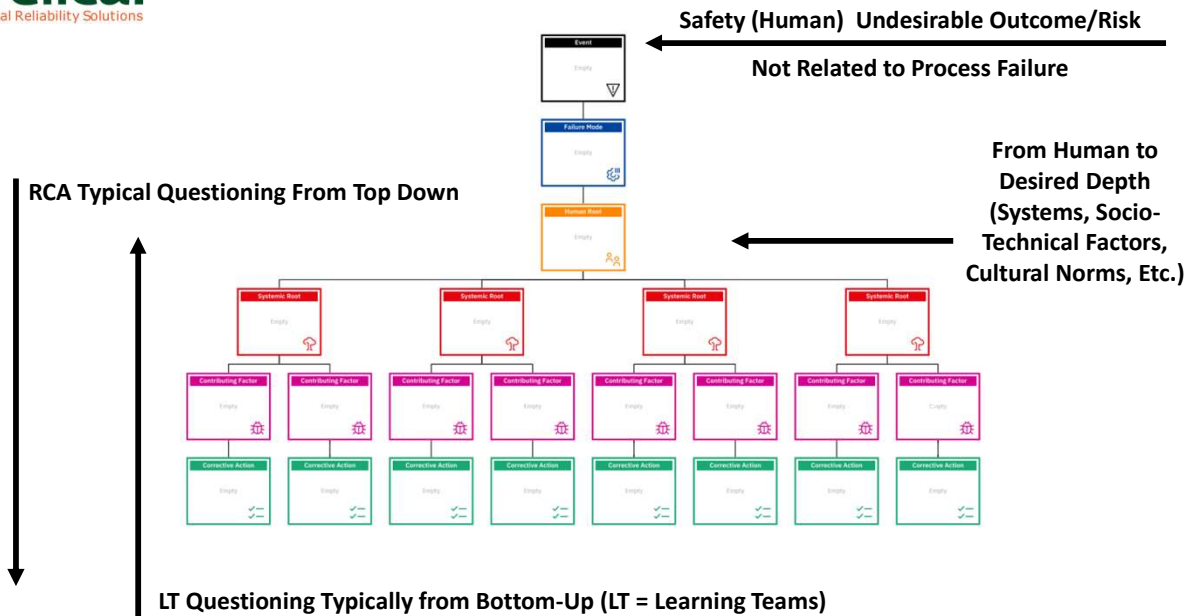 al Reliability Solutions
Safety (Human) Undesirable Outcome/Risk
Not Related to Process Failure
Event
Empty
Failure Mode
Empty
From Human to
Desired Depth
(Systems, Socio-
Technical Factors,
Cultural Norms, Etc.)
RCA Typical Questioning From Top Down
Human Root
Empty
Systemic Root Systemic Root Systemic Root Systemic Root
Empty Empty Empty Empty
Contributing Factor Contributing Factor Contributing Factor Contributing Factor Contributing Factor Contributing Factor Contributing Factor Contributing Factor
Empty Empty Empty Empty Empty Empty Empty Empty
Corrective Action Corrective Action Corrective Action Corrective Action Corrective Action Corrective Action Corrective Action Corrective Action
Empty Empty Empty Empty Empty Empty Empty Empty
LT Questioning Typically from Bottom-Up (LT = Learning Teams)